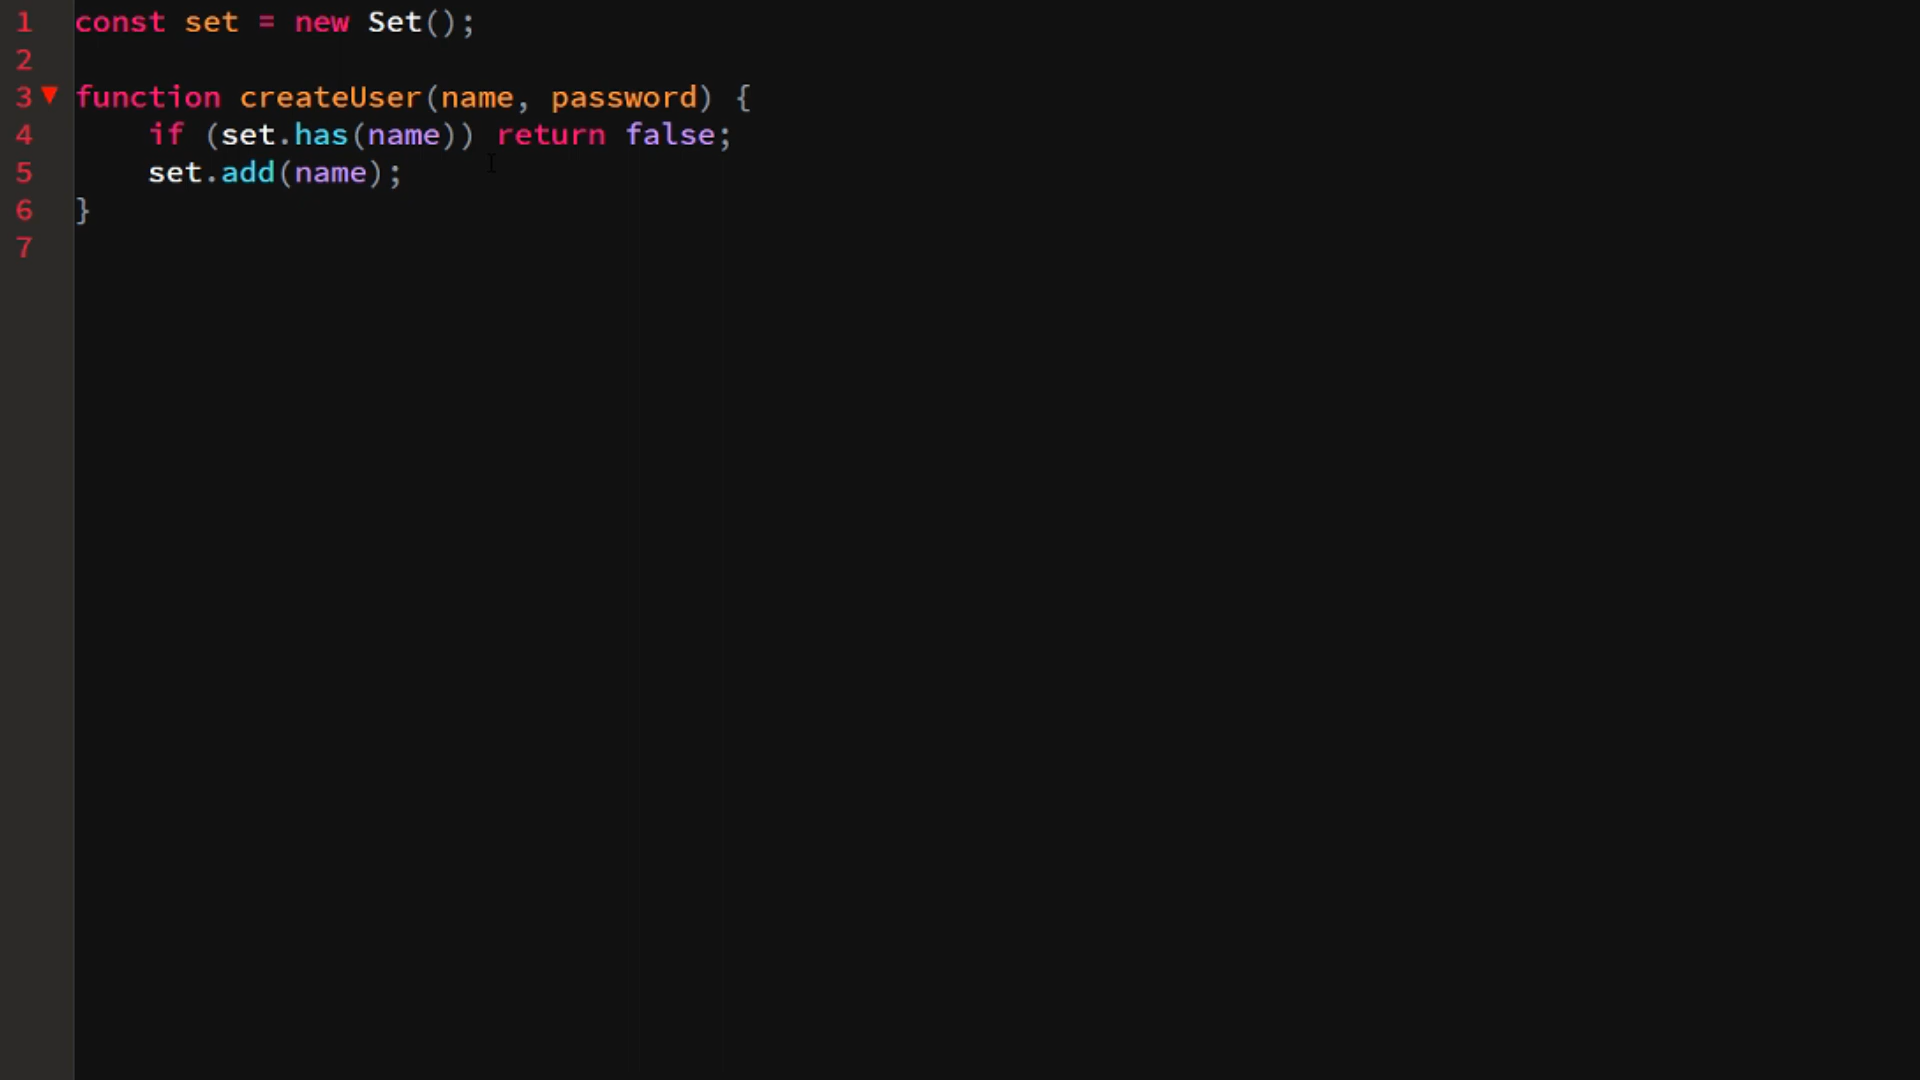 1 const set = new Set();
2
3 function createUser(name, password) {
4     if (set.has(name)) return false;
5     set.add(name);
6 }
7